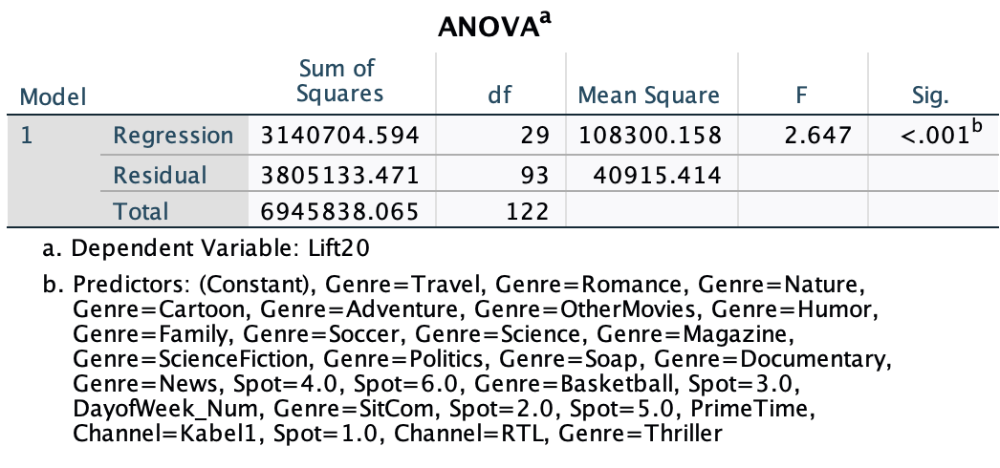 ANOVAa
Model Sum of Squares df Mean Square F Sig.
1 Regression 3140704.594 29 108300.158 2.647 <.001b
Residual 3805133.471 93 40915.414
Total 6945838.065 122
a. Dependent Variable: Lift20
b. Predictors: (Constant), Genre=Travel, Genre=Romance, Genre=Nature,
Genre=Cartoon, Genre=Adventure, Genre=OtherMovies, Genre=Humor,
Genre=Family, Genre=Soccer, Genre=Science, Genre=Magazine,
Genre=ScienceFiction, Genre=Politics, Genre=Soap, Genre=Documentary,
Genre=News, Spot=4.0, Spot=6.0, Genre=Basketball, Spot=3.0,
DayofWeek_Num, Genre=SitCom, Spot=2.0, Spot=5.0, PrimeTime,
Channel=Kabel1, Spot=1.0, Channel=RTL, Genre=Thriller